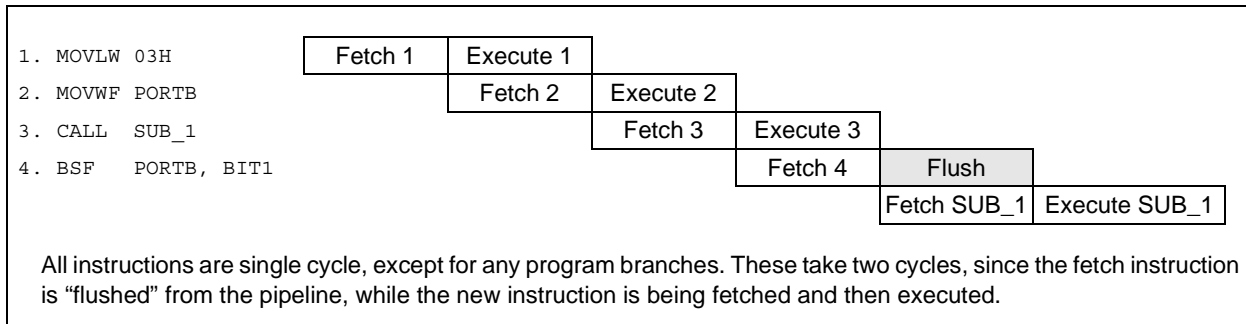 1. MOVLW 03H Fetch 1 Execute 1
2. MOVWF PORTB Fetch 2 Execute 2
3. CALL SUB_1 Fetch 3 Execute 3
4. BSF PORTB, BIT1 Fetch 4 Flush
Fetch SUB_1 Execute SUB_1
All instructions are single cycle, except for any program branches. These take two cycles, since the fetch instruction
is “flushed” from the pipeline, while the new instruction is being fetched and then executed.